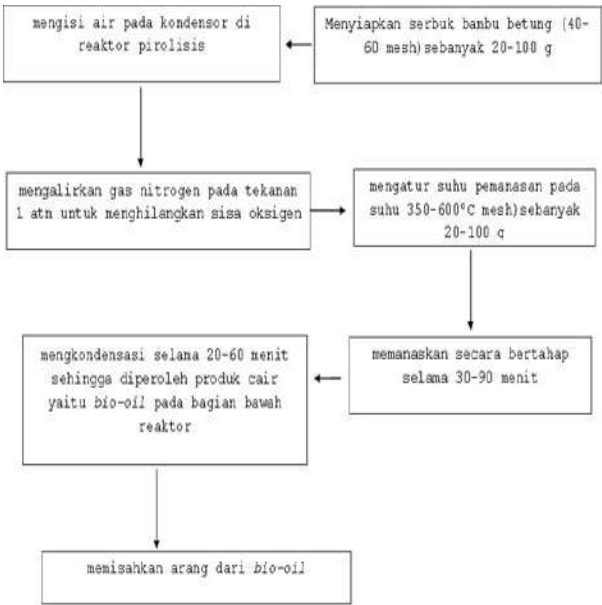 Menyiapkan serbuk bambu betung (40-
60 mesh)sebanyak 20-100 g
mengisi air pada kondensor di
reaktor pirolisis
mengalirkan gas nitrogen pada tekanan
1 atm untuk menghilangkan sisa oksigen
mengatur suhu pemanasan pada
suhu 350-600°C mesh)sebanyak
20-100 g
memanaskan secara bertahap
selama 30-90 menit
mengkondensasi selama 20-60 menit
sehingga diperoleh produk cair
yaitu bio-oil pada bagian bawah
reaktor
memisahkan arang dari bio-oil